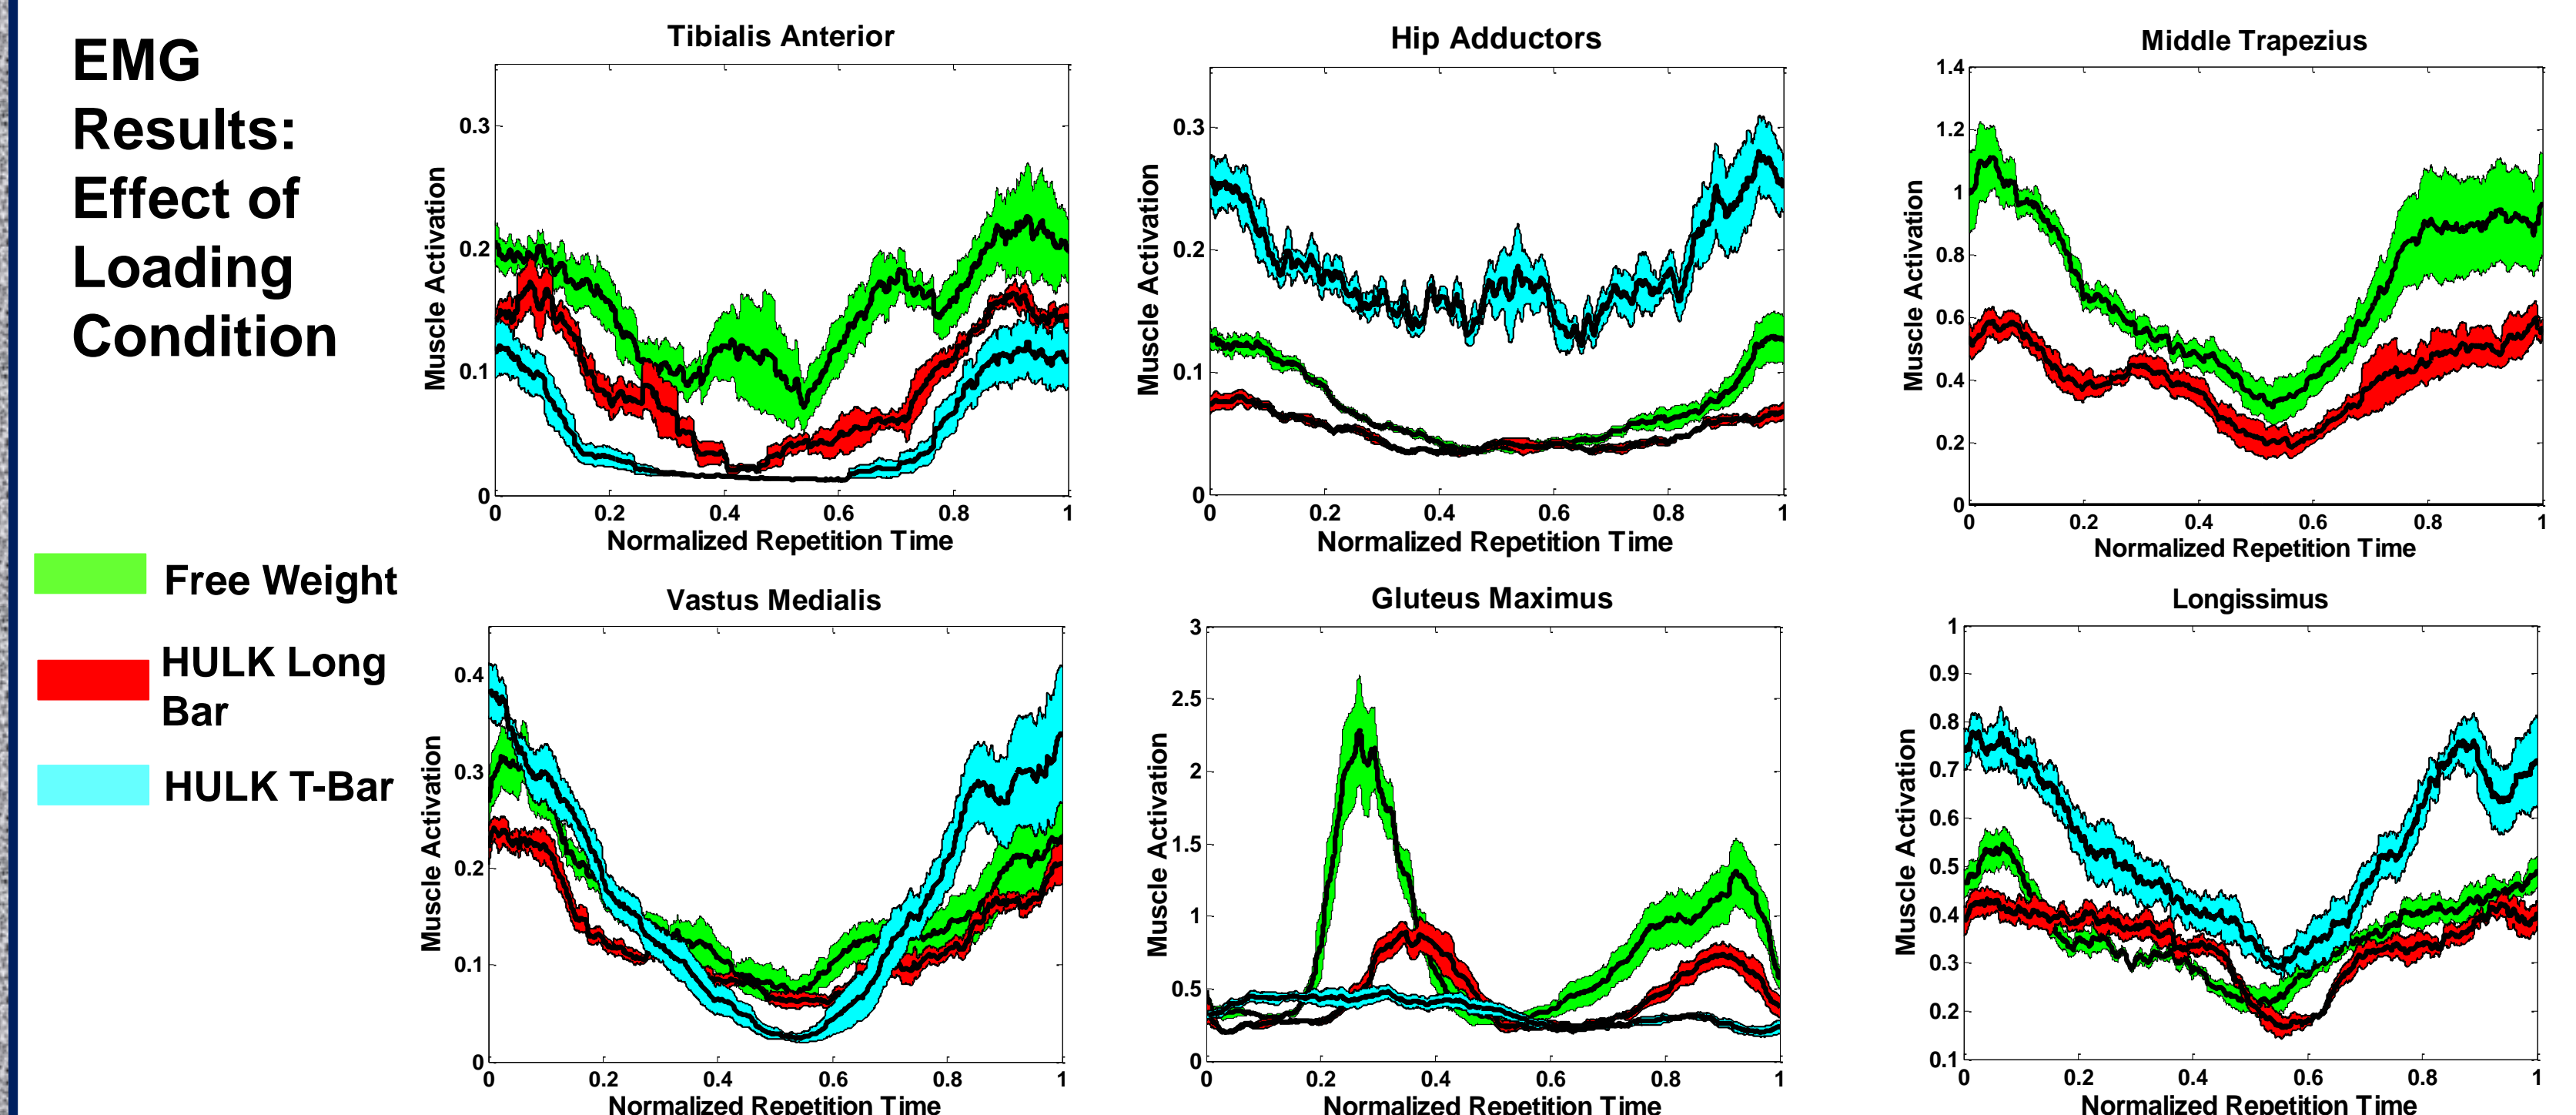 EMG
Results:
Effect of
Loading
Condition
Free Weight
HULK Long
Bar
HULK T-Bar
Tibialis Anterior
Muscle Activation
0.3
0.2
0.1
0
0 0.2 0.4 0.6 0.8 1
Normalized Repetition Time
Hip Adductors
Muscle Activation
0.3
0.2
0.1
0
0 0.2 0.4 0.6 0.8 1
Normalized Repetition Time
Middle Trapezius
Muscle Activation
1.4
1.2
1
0.8
0.6
0.4
0.2
0
0 0.2 0.4 0.6 0.8 1
Normalized Repetition Time
Vastus Medialis
Muscle Activation
0.4
0.3
0.2
0.1
0
0 0.2 0.4 0.6 0.8 1
Normalized Repetition Time
Gluteus Maximus
Muscle Activation
3
2.5
2
1.5
1
0.5
0
0 0.2 0.4 0.6 0.8 1
Normalized Repetition Time
Longissimus
Muscle Activation
1
0.9
0.8
0.7
0.6
0.5
0.4
0.3
0.2
0.1
0 0.2 0.4 0.6 0.8 1
Normalized Repetition Time